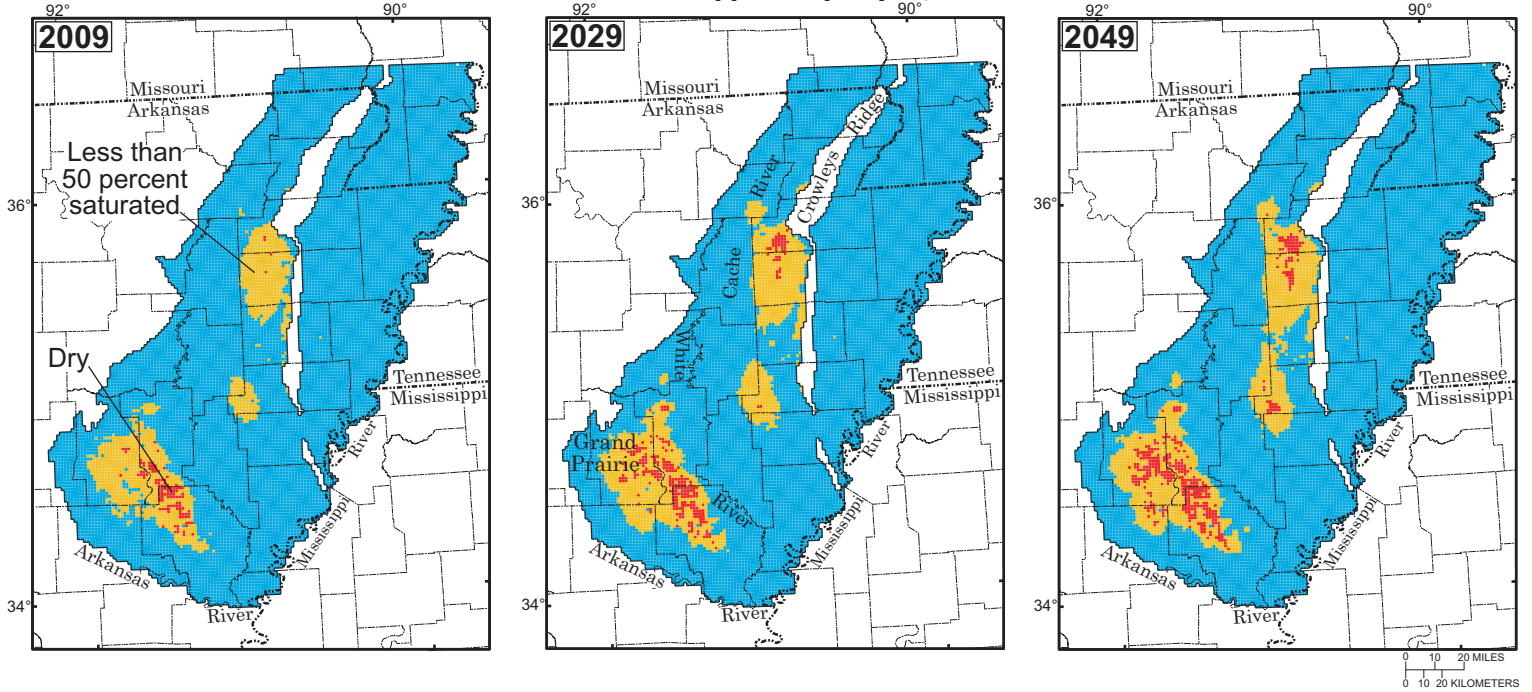 92°
90°
2009
Missouri
Arkansas
Less than
50 percent
saturated
36°
Dry
Tennessee
Mississippi
River
Mississippi
Arkansas
River
34°
92°
90°
2029
Missouri
Arkansas
Ridge
Crowleys
River
Cache
36°
White
Tennessee
Mississippi
Grand
Prairie
River
River
Mississippi
Arkansas
River
34°
92°
90°
2049
Missouri
Arkansas
36°
Tennessee
Mississippi
River
Mississippi
Arkansas
River
34°
0 10 20 MILES
0 10 20 KILOMETERS